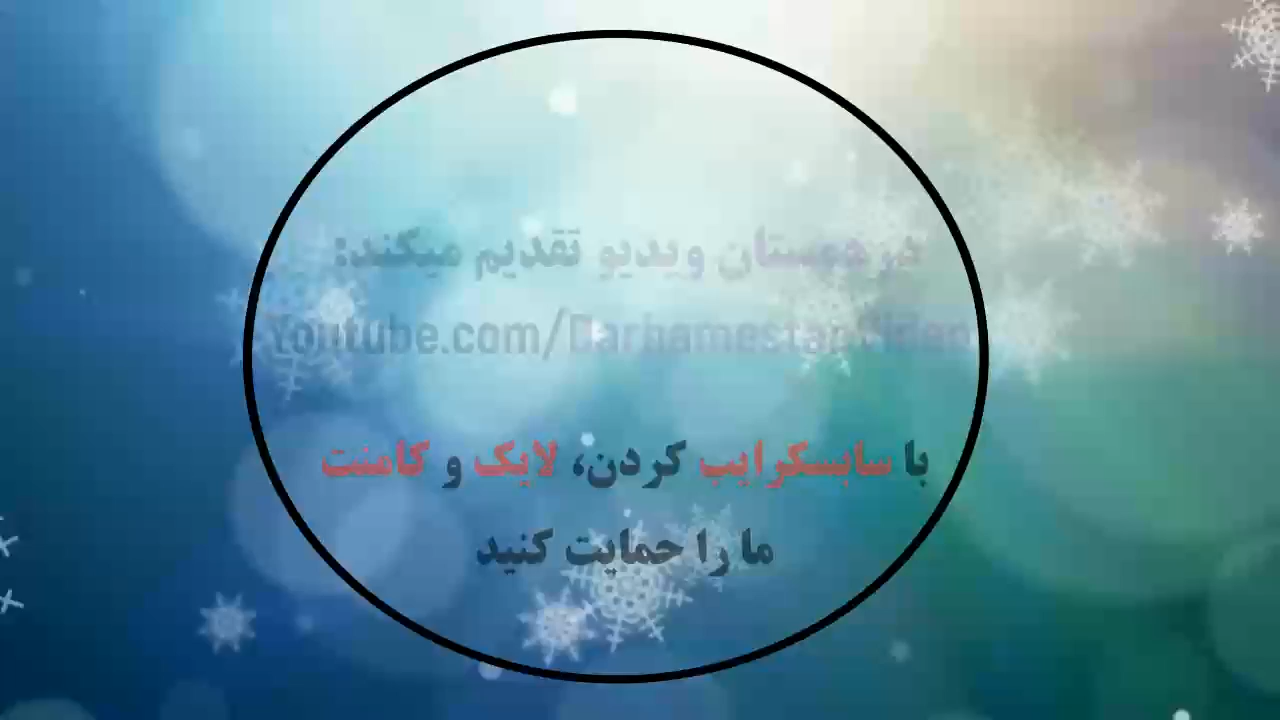 درهمستان ویدیو تقدیم میکند:
Youtube.com/DarhamestanVideo
با سابسکرایب کردن، لایک و کامنت
ما را حمایت کنید